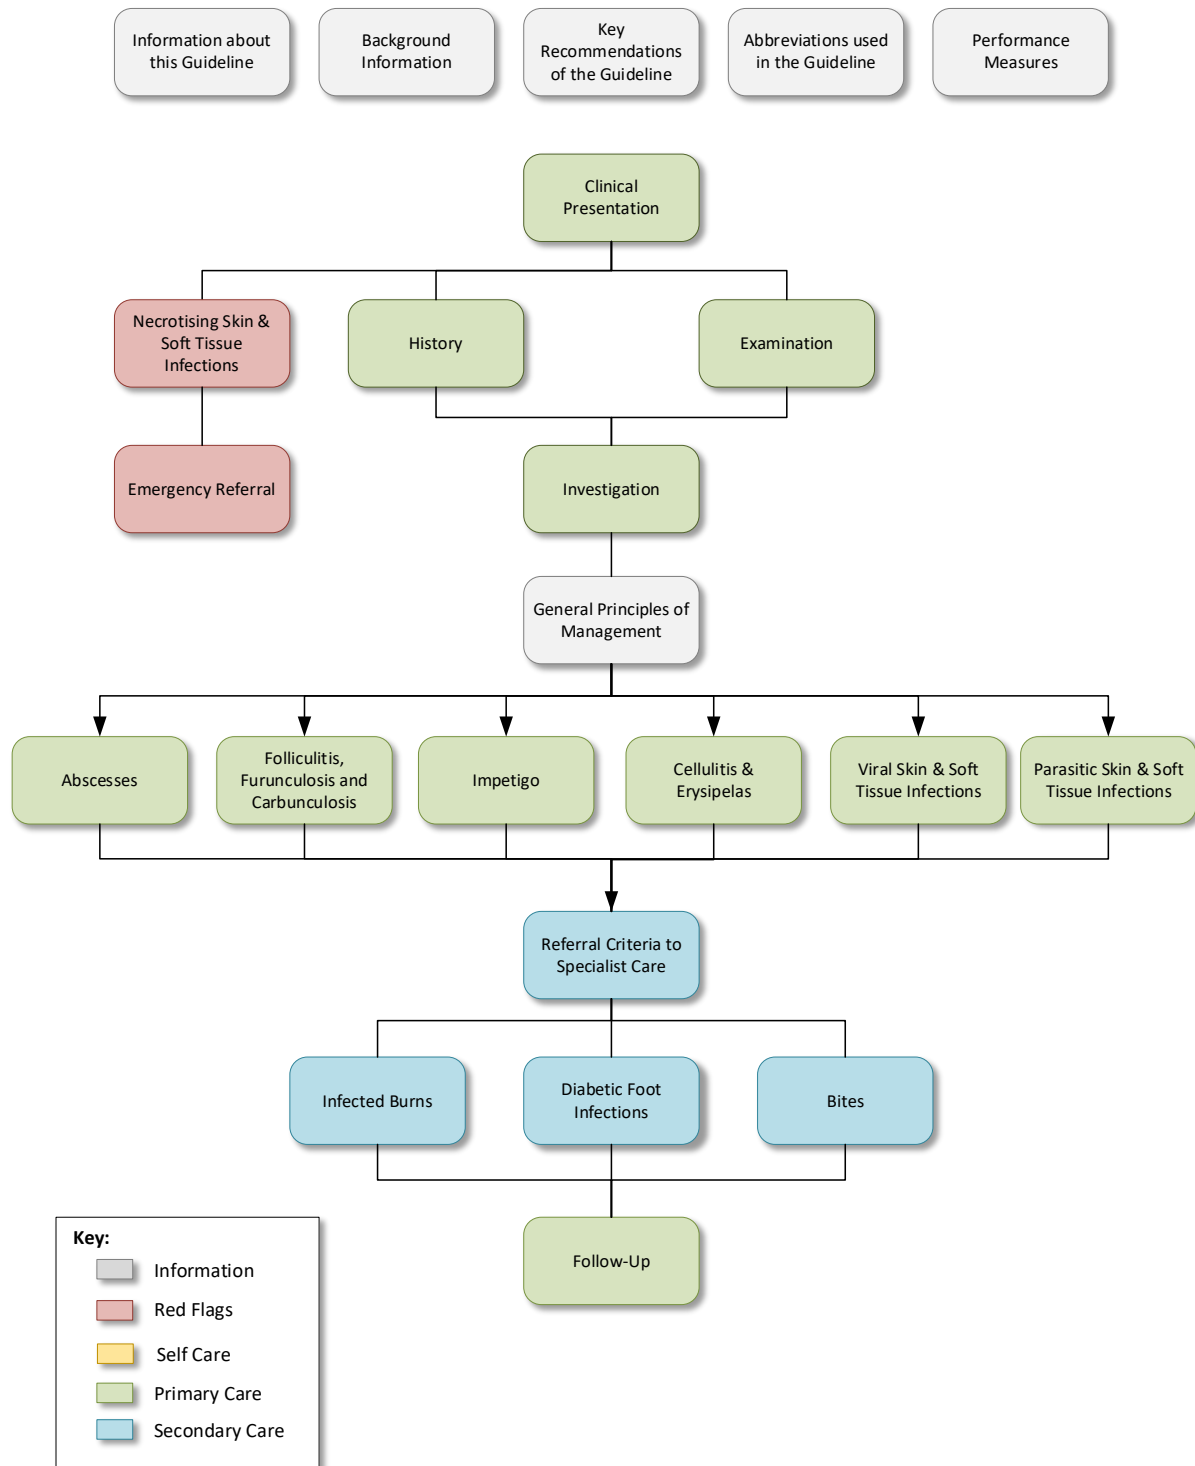 Information about
this Guideline
Background
Information
Key
Recommendations
of the Guideline
Abbreviations used
in the Guideline
Performance
Measures
Clinical
Presentation
Necrotising Skin &
Soft Tissue
Infections
History
Examination
Emergency Referral
Investigation
General Principles of
Management
Abscesses
Folliculitis,
Furunculosis and
Carbunculosis
Impetigo
Cellulitis &
Erysipelas
Viral Skin & Soft
Tissue Infections
Parasitic Skin & Soft
Tissue Infections
Referral Criteria to
Specialist Care
Infected Burns
Diabetic Foot
Infections
Bites
Follow-Up
Key:
Information
Red Flags
Self Care
Primary Care
Secondary Care